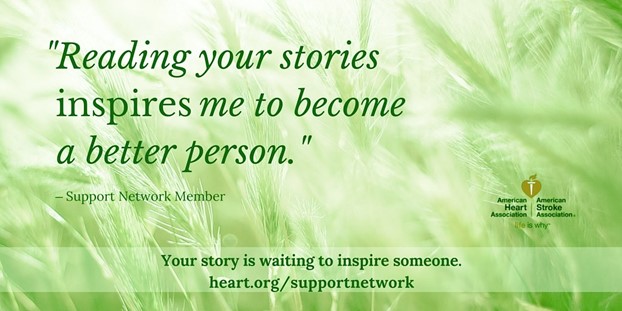 "Reading your stories
inspires me to become
a better person."
– Support Network Member
American Heart Association
American Stroke Association®
life is why™
Your story is waiting to inspire someone.
heart.org/supportnetwork